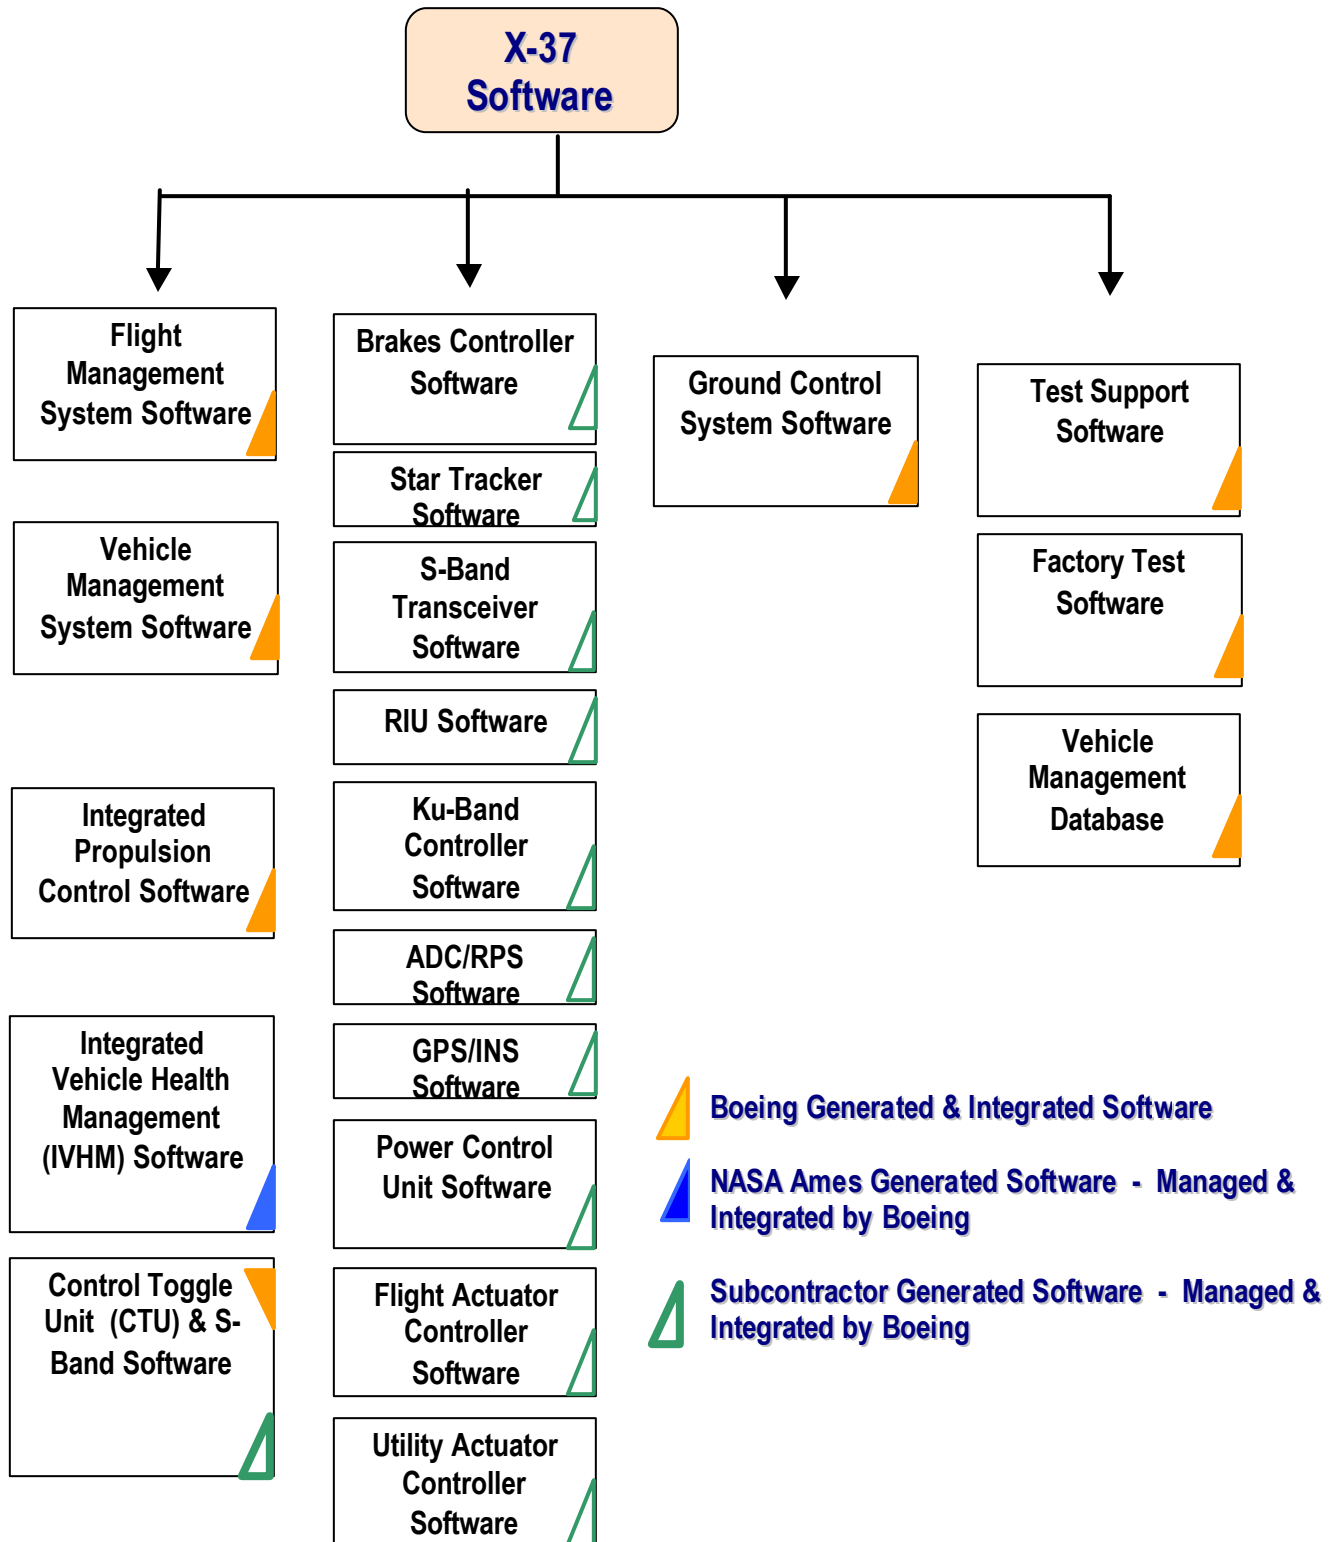 X-37
Software
Flight
Management
System Software
Vehicle
Management
System Software
Integrated
Propulsion
Control Software
Integrated
Vehicle Health
Management
(IVHM) Software
Control Toggle
Unit (CTU) & S-
Band Software
Brakes Controller
Software
Star Tracker
Software
S-Band
Transceiver
Software
RIU Software
Ku-Band
Controller
Software
ADC/RPS
Software
GPS/INS
Software
Power Control
Unit Software
Flight Actuator
Controller
Software
Utility Actuator
Controller
Software
Ground Control
System Software
Test Support
Software
Factory Test
Software
Vehicle
Management
Database
Boeing Generated & Integrated Software
NASA Ames Generated Software - Managed &
Integrated by Boeing
Subcontractor Generated Software - Managed &
Integrated by Boeing